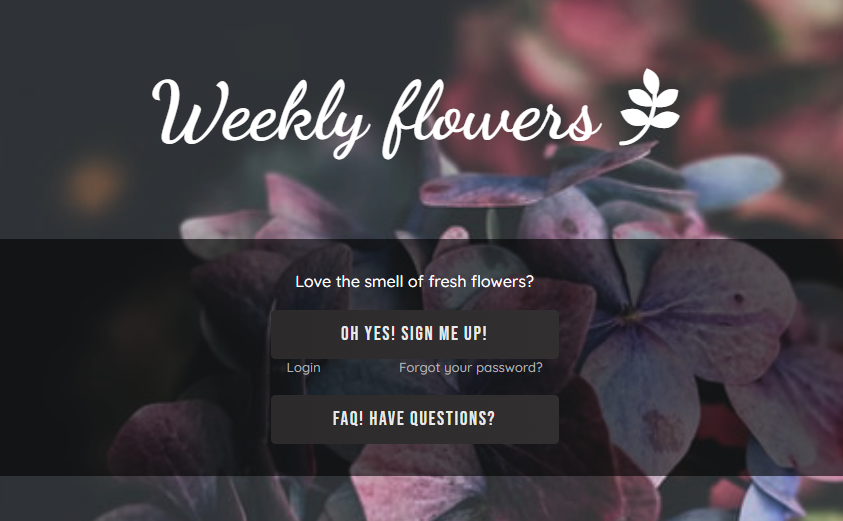 Weekly flowers
Love the smell of fresh flowers?
OH YES! SIGN ME UP!
Login Forgot your password?
FAQ! HAVE QUESTIONS?